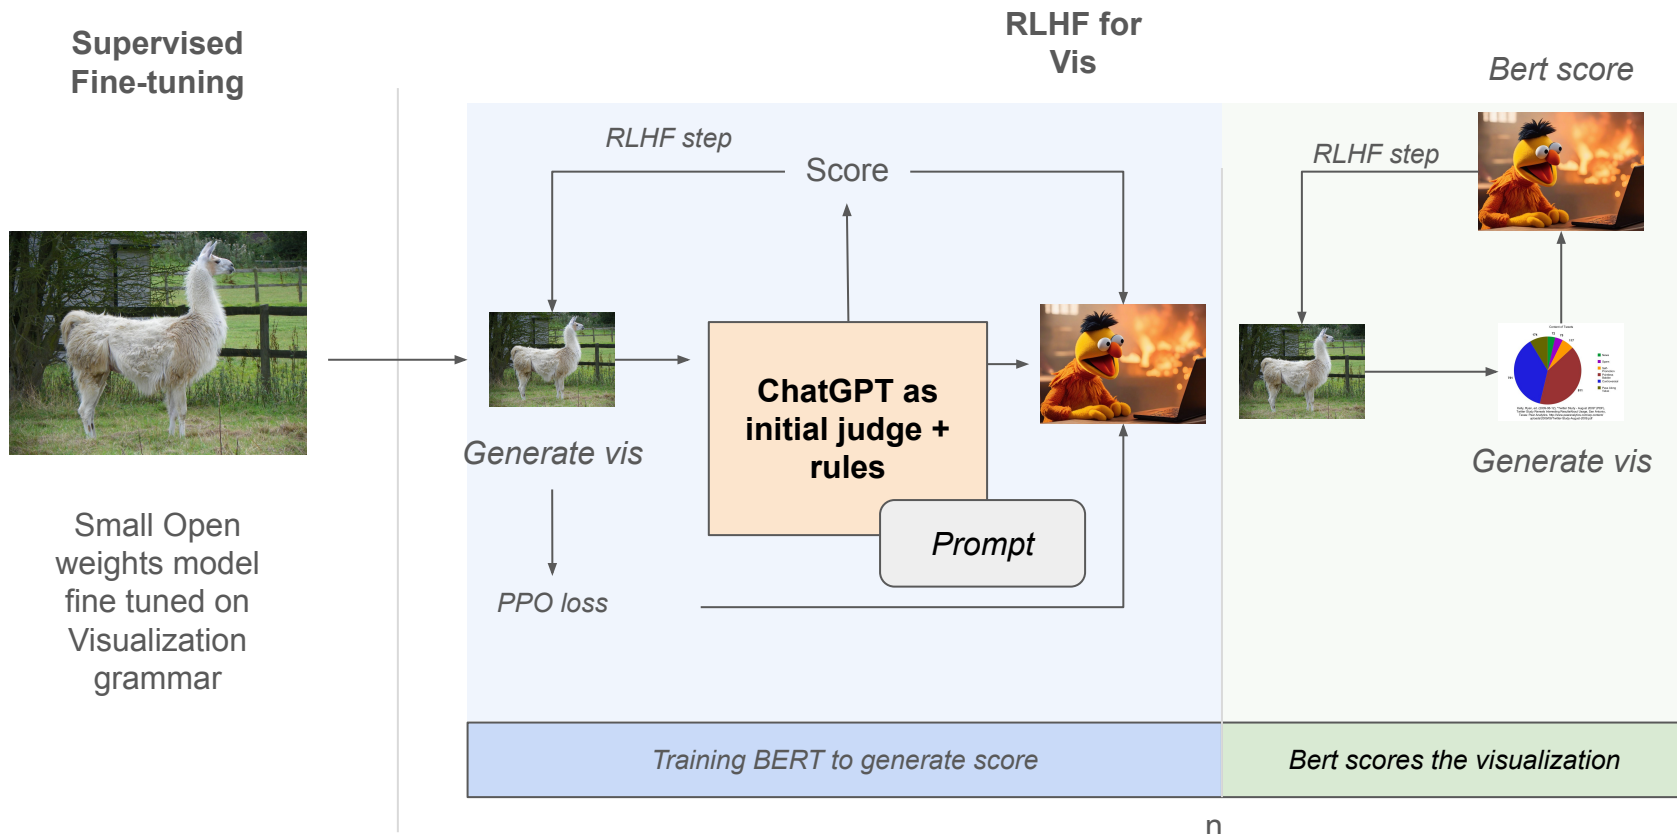 Supervised
Fine-tuning
RLHF for
Vis
Bert score
RLHF step
Score
RLHF step
ChatGPT as
initial judge +
rules
Generate vis
Prompt
PPO loss
Generate vis
Small Open
weights model
fine tuned on
Visualization
grammar
Training BERT to generate score
Bert scores the visualization
n